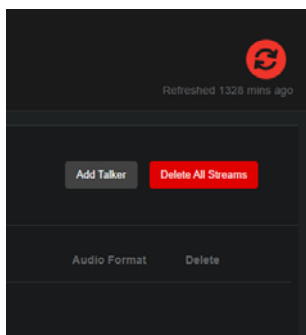 Refreshed 1328 mins ago
Add Talker Delete All Streams
Audio Format Delete